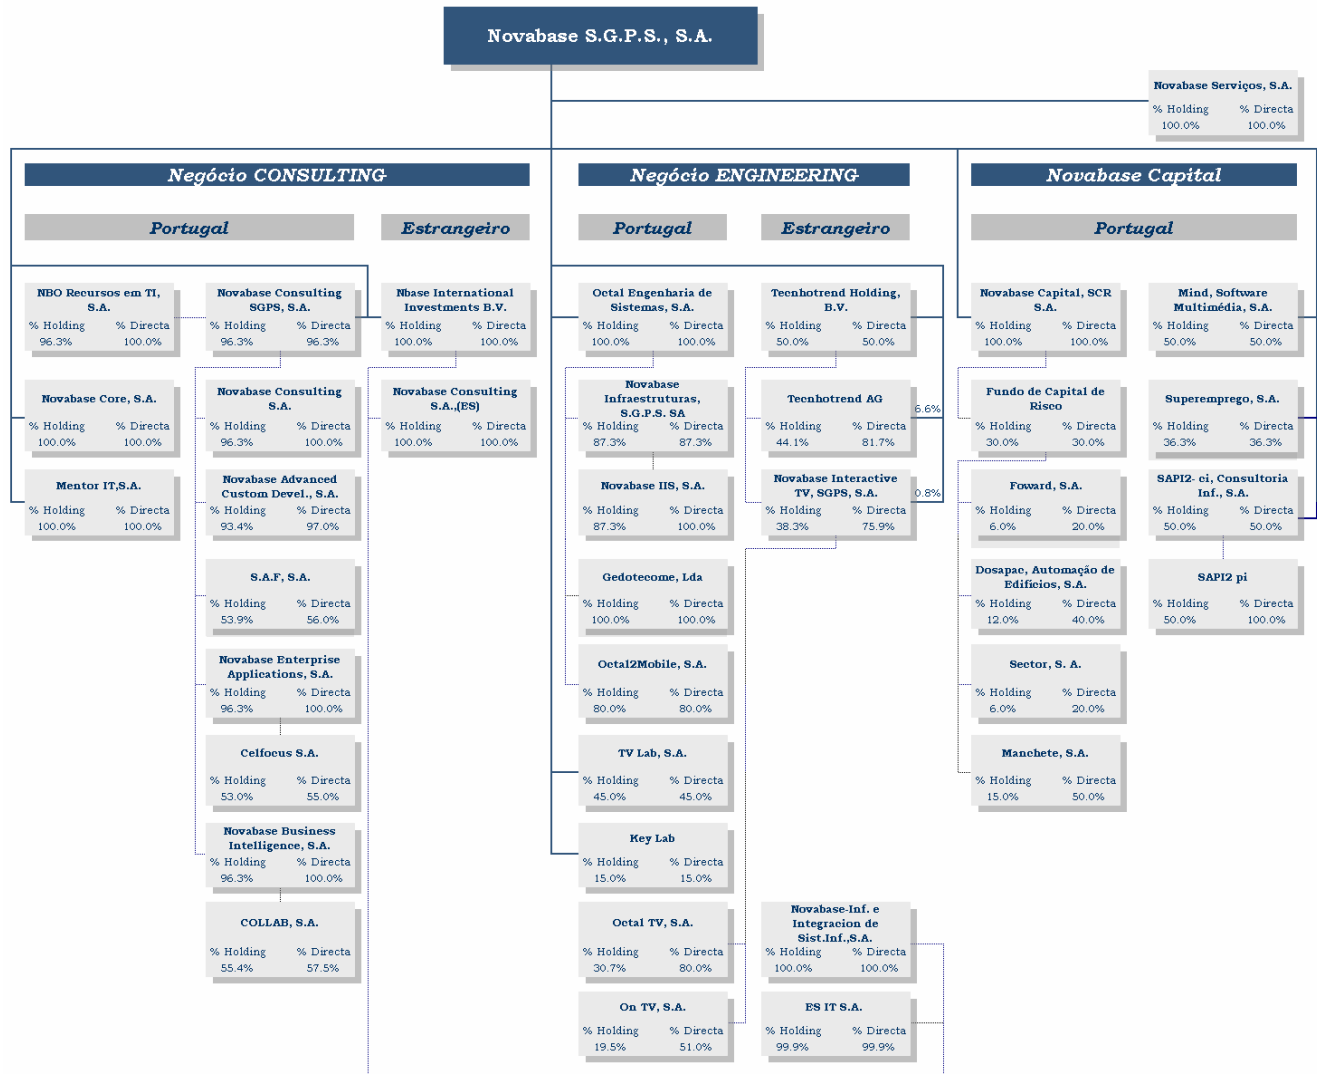 Novabase S.G.P.S., S.A.
Novabase Serviços, S.A.
% Holding % Directa
100.0% 100.0%
Negócio CONSULTING
Negócio ENGINEERING
Novabase Capital
Portugal
Estrangeiro
Portugal
Estrangeiro
Portugal
NBO Recursos em TI,
S.A.
% Holding % Directa
96.3% 100.0%
Novabase Consulting
SGPS, S.A.
% Holding % Directa
96.3% 96.3%
Nbase International
Investments B.V.
% Holding % Directa
100.0% 100.0%
Octal Engenharia de
Sistemas, S.A.
% Holding % Directa
100.0% 100.0%
Tecnhotrend Holding,
B.V.
% Holding % Directa
50.0% 50.0%
Novabase Capital, SCR
S.A.
% Holding % Directa
100.0% 100.0%
Mind, Software
Multimédia, S.A.
% Holding % Directa
50.0% 50.0%
Novabase Core, S.A.
% Holding % Directa
100.0% 100.0%
Novabase Consulting
S.A.
% Holding % Directa
96.3% 100.0%
Novabase Consulting
S.A.,(ES)
% Holding % Directa
100.0% 100.0%
Novabase
Infraestruturas,
S.G.P.S. SA
% Holding % Directa
87.3% 87.3%
Tecnhotrend AG
% Holding % Directa
44.1% 81.7%
6.6%
Fundo de Capital de
Risco
% Holding % Directa
30.0% 30.0%
Superemprego, S.A.
% Holding % Directa
36.3% 36.3%
Mentor IT,S.A.
% Holding % Directa
100.0% 100.0%
Novabase Advanced
Custom Devel., S.A.
% Holding % Directa
93.4% 97.0%
Novabase IIS, S.A.
% Holding % Directa
87.3% 100.0%
Novabase Interactive
TV, SGPS, S.A.
% Holding % Directa
38.3% 75.9%
0.8%
Foward, S.A.
% Holding % Directa
6.0% 20.0%
SAPI2- ci, Consultoria
Inf., S.A.
% Holding % Directa
50.0% 50.0%
S.A.F, S.A.
% Holding % Directa
53.9% 56.0%
Gedotecome, Lda
% Holding % Directa
100.0% 100.0%
Dosapac, Automação de
Edificios, S.A.
% Holding % Directa
12.0% 40.0%
SAPI2 pi
% Holding % Directa
50.0% 100.0%
Novabase Enterprise
Applications, S.A.
% Holding % Directa
96.3% 100.0%
Octal2Mobile, S.A.
% Holding % Directa
80.0% 80.0%
Sector, S. A.
% Holding % Directa
6.0% 20.0%
Celfocus S.A.
% Holding % Directa
53.0% 55.0%
TV Lab, S.A.
% Holding % Directa
45.0% 45.0%
Manchete, S.A.
% Holding % Directa
15.0% 50.0%
Novabase Business
Intelligence, S.A.
% Holding % Directa
96.3% 100.0%
Key Lab
% Holding % Directa
15.0% 15.0%
COLLAB, S.A.
% Holding % Directa
55.4% 57.5%
Octal TV, S.A.
% Holding % Directa
30.7% 80.0%
Novabase-Inf. e
Integracion de
Sist.Inf.,S.A.
% Holding % Directa
100.0% 100.0%
On TV, S.A.
% Holding % Directa
19.5% 51.0%
ES IT S.A.
% Holding % Directa
99.9% 99.9%